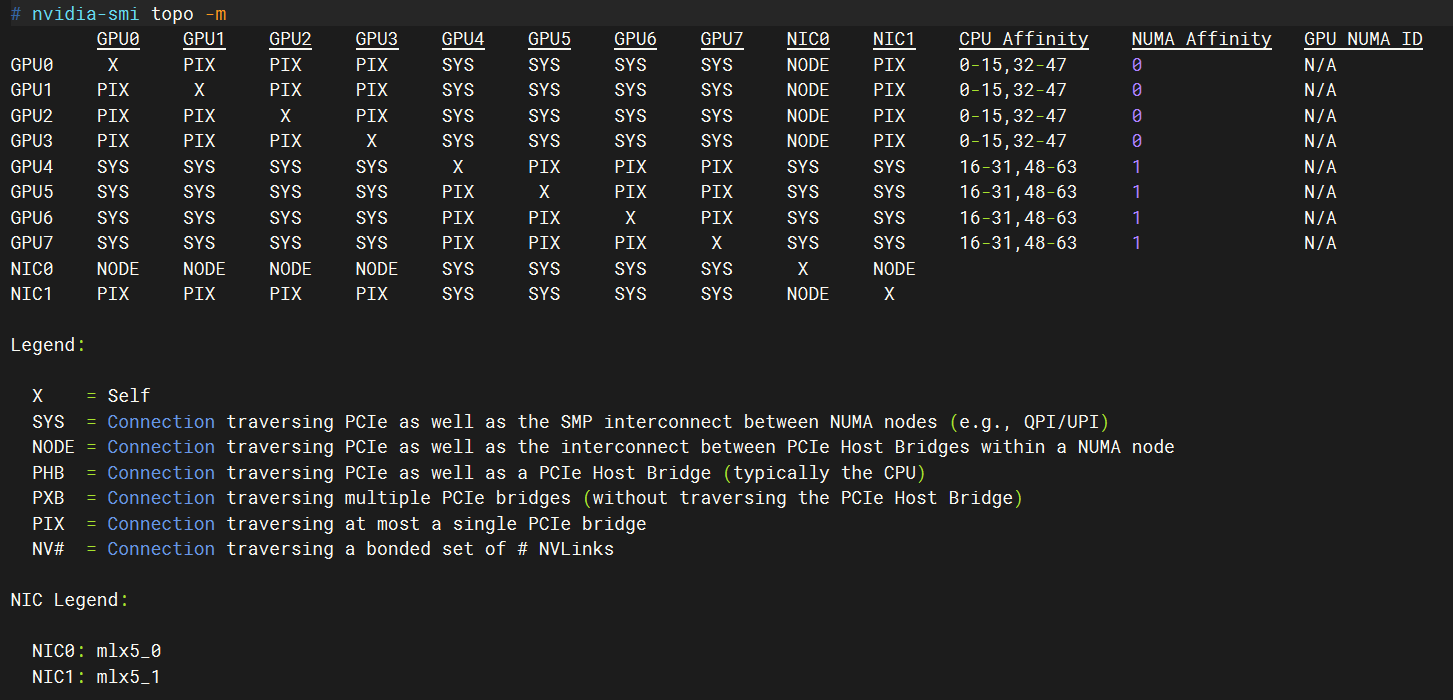 # nvidia-smi topo -m
GPU0 GPU1 GPU2 GPU3 GPU4 GPU5 GPU6 GPU7 NIC0 NIC1 CPU Affinity NUMA Affinity GPU NUMA ID
GPU0 X PIX PIX PIX SYS SYS SYS SYS NODE PIX 0-15,32-47 0 N/A
GPU1 PIX X PIX PIX SYS SYS SYS SYS NODE PIX 0-15,32-47 0 N/A
GPU2 PIX PIX X PIX SYS SYS SYS SYS NODE PIX 0-15,32-47 0 N/A
GPU3 PIX PIX PIX X SYS SYS SYS SYS NODE PIX 0-15,32-47 0 N/A
GPU4 SYS SYS SYS SYS X PIX PIX PIX SYS SYS 16-31,48-63 1 N/A
GPU5 SYS SYS SYS SYS PIX X PIX PIX SYS SYS 16-31,48-63 1 N/A
GPU6 SYS SYS SYS SYS PIX PIX X PIX SYS SYS 16-31,48-63 1 N/A
GPU7 SYS SYS SYS SYS PIX PIX PIX X SYS SYS 16-31,48-63 1 N/A
NIC0 NODE NODE NODE NODE SYS SYS SYS SYS X NODE
NIC1 PIX PIX PIX PIX SYS SYS SYS SYS NODE X
Legend:
X = Self
SYS = Connection traversing PCIe as well as the SMP interconnect between NUMA nodes (e.g., QPI/UPI)
NODE = Connection traversing PCIe as well as the interconnect between PCIe Host Bridges within a NUMA node
PHB = Connection traversing PCIe as well as a PCIe Host Bridge (typically the CPU)
PXB = Connection traversing multiple PCIe bridges (without traversing the PCIe Host Bridge)
PIX = Connection traversing at most a single PCIe bridge
NV# = Connection traversing a bonded set of # NVLinks
NIC Legend:
NIC0: mlx5_0
NIC1: mlx5_1